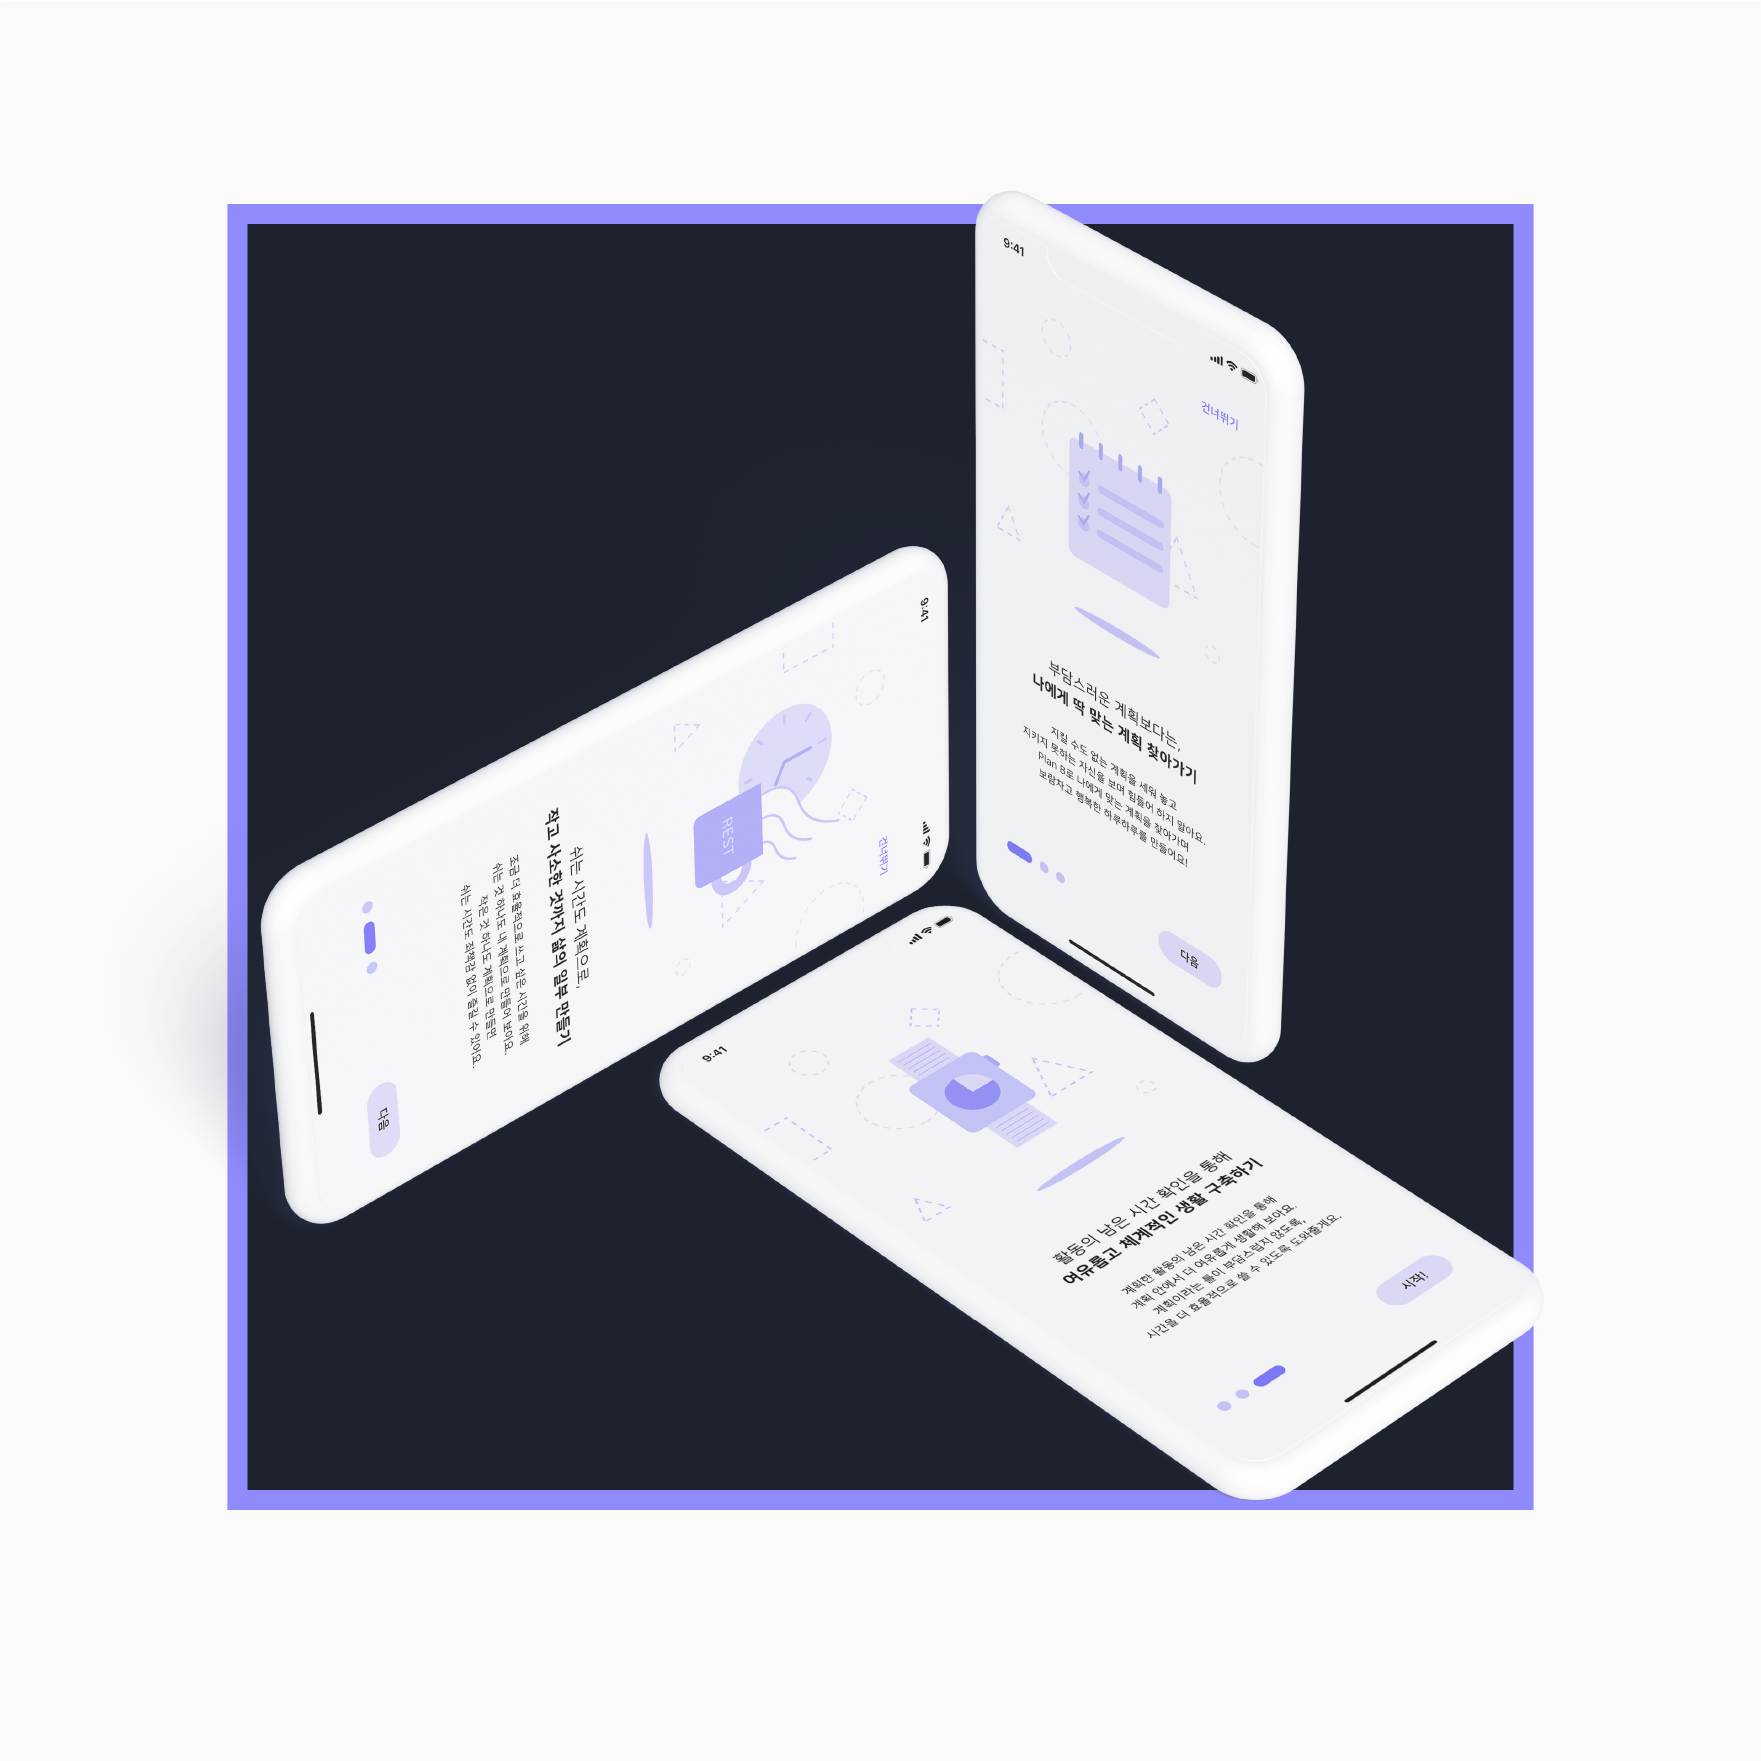 9:41
건너뛰기
부담스러운 계획보다는,
나에게 딱 맞는 계획 찾아가기
지킬 수도 없는 계획을 세워 놓고
지키지 못하는 자신을 보며 힘들어 하지 말아요.
Plan B로 나에게 맞는 계획을 찾아가며
보람차고 행복한 하루하루를 만들어요!
다음
9:41
건너뛰기
REST
쉬는 시간도 계획으로,
작고 사소한 것까지 삶의 일부 만들기
조금 더 효율적으로 쓰고 싶은 시간을 위해
쉬는 것 하나도 내 계획으로 만들어 보아요.
작은 것 하나도 계획으로 만들면
쉬는 시간도 죄책감 없이 즐길 수 있어요.
다음
9:41
활동의 남은 시간 확인을 통해
여유롭고 체계적인 생활 구축하기
계획한 활동의 남은 시간 확인을 통해
계획 안에서 더 여유롭게 생활해 보아요.
계획이라는 틀이 부담스럽지 않도록,
시간을 더 효율적으로 쓸 수 있도록 도와줄게요.
시작!